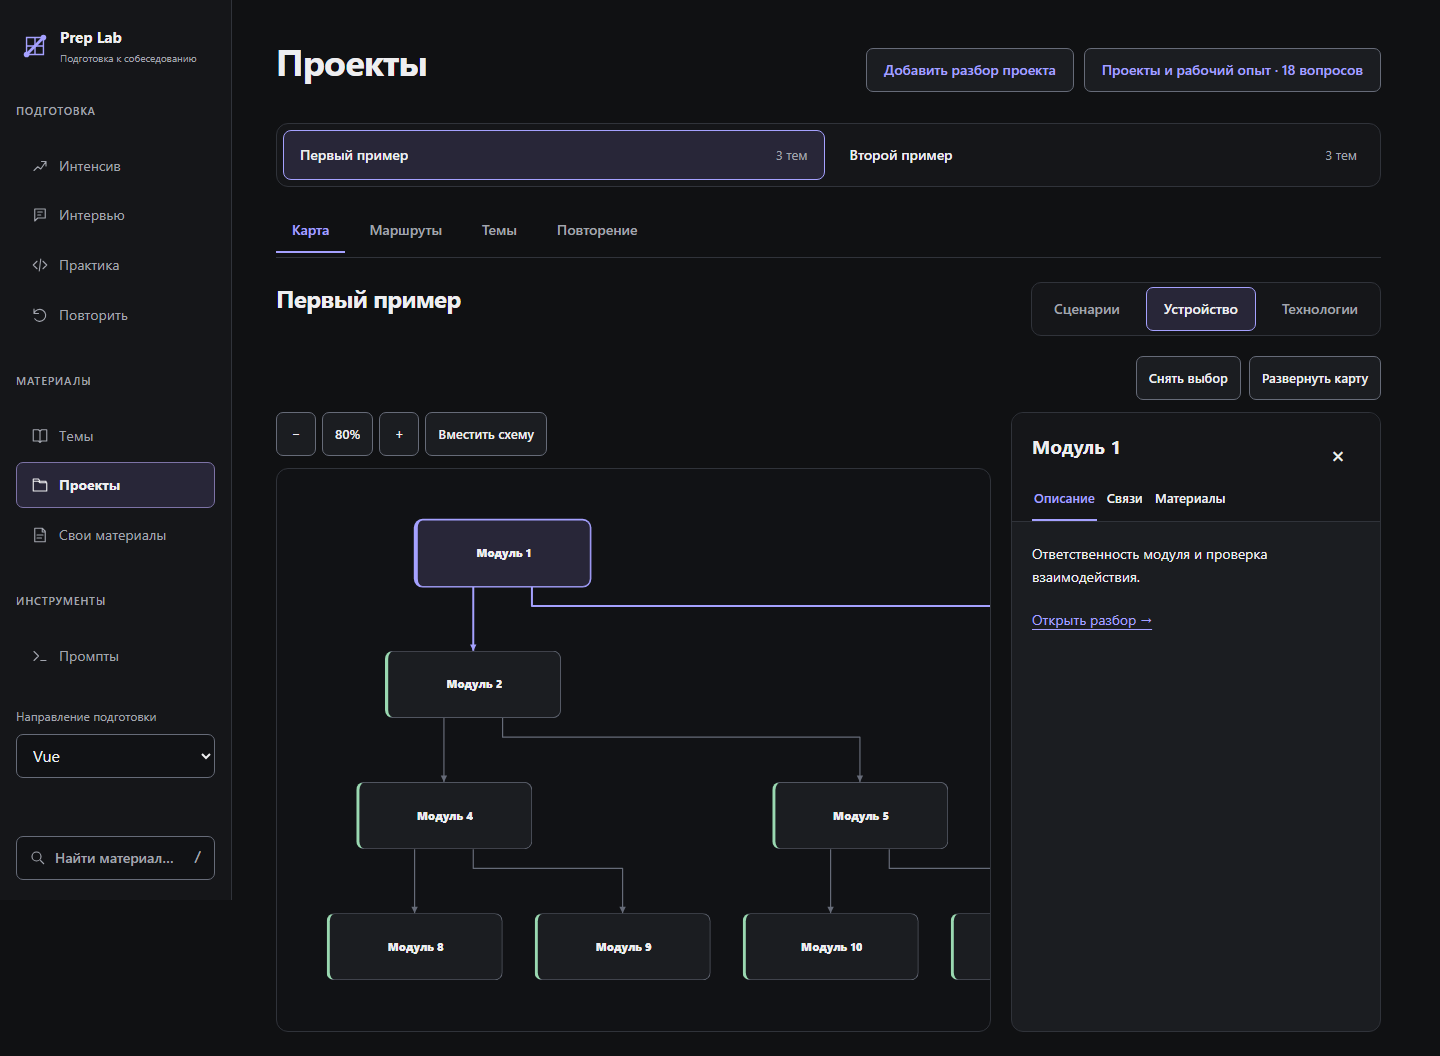 Prep Lab
Подготовка к собеседованию
ПОДГОТОВКА
Интенсив
Интервью
Практика
Повторить
МАТЕРИАЛЫ
Темы
Проекты
Свои материалы
ИНСТРУМЕНТЫ
Промпты
Направление подготовки
Vue
Найти материал... /
Проекты
Добавить разбор проекта
Проекты и рабочий опыт · 18 вопросов
Первый пример 3 тем
Второй пример 3 тем
Карта Маршруты Темы Повторение
Первый пример
Сценарии Устройство Технологии
Снять выбор Развернуть карту
− 80% + Вместить схему
Модуль 1
Модуль 2
Модуль 4
Модуль 5
Модуль 8
Модуль 9
Модуль 10
Модуль 1 ×
Описание Связи Материалы
Ответственность модуля и проверка
взаимодействия.
Открыть разбор →